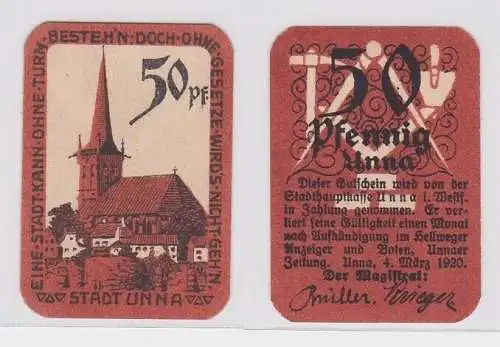 EINE·STADT·KANN·OHNE·TURM·BESTEH'N·DOCH·OHNE·GESETZE·WIRD'S·NICHT·GEH'N
50 Pf.
STADT UNNA
50
Pfennig
Unna
Dieser Gutschein wird von der
Stadthauptkasse Unna i. Westf.
in Zahlung genommen. Er ver-
liert seine Gültigkeit einen Monat
nach Aufkündigung im Hellweger
Anzeiger und Boten, Unnaer
Zeitung. Unna, 4. März 1920.
Der Magistrat:
Müller. Krieger